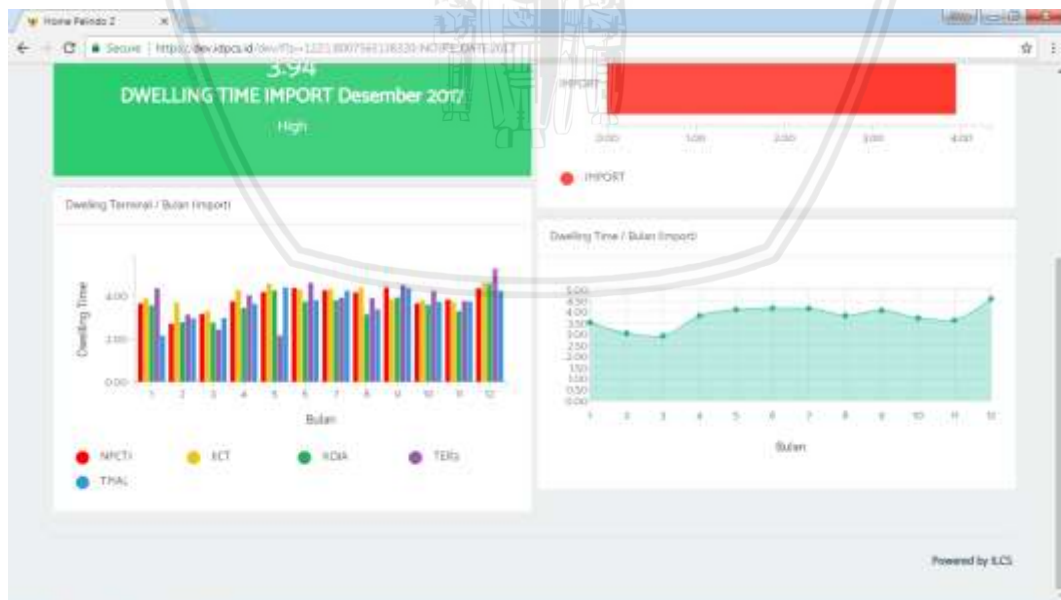 Home Pelindo 2
Secure
3.94
DWELLING TIME IMPORT Desember 2017
High
IMPORT
0.00 1.00 2.00 3.00 4.00
IMPORT
Dwelling Terminal / Bulan (Import)
Dwelling Time
4.00
2.00
0.00
1 2 3 4 5 6 7 8 9 10 11 12
Bulan
KOJA
Dwelling Time / Bulan (Import)
5.00
4.50
4.00
3.50
3.00
2.50
2.00
1.50
1.00
0.50
0.00
1 2 3 4 5 6 7 8 9 10 11 12
Bulan
Powered by ILCS